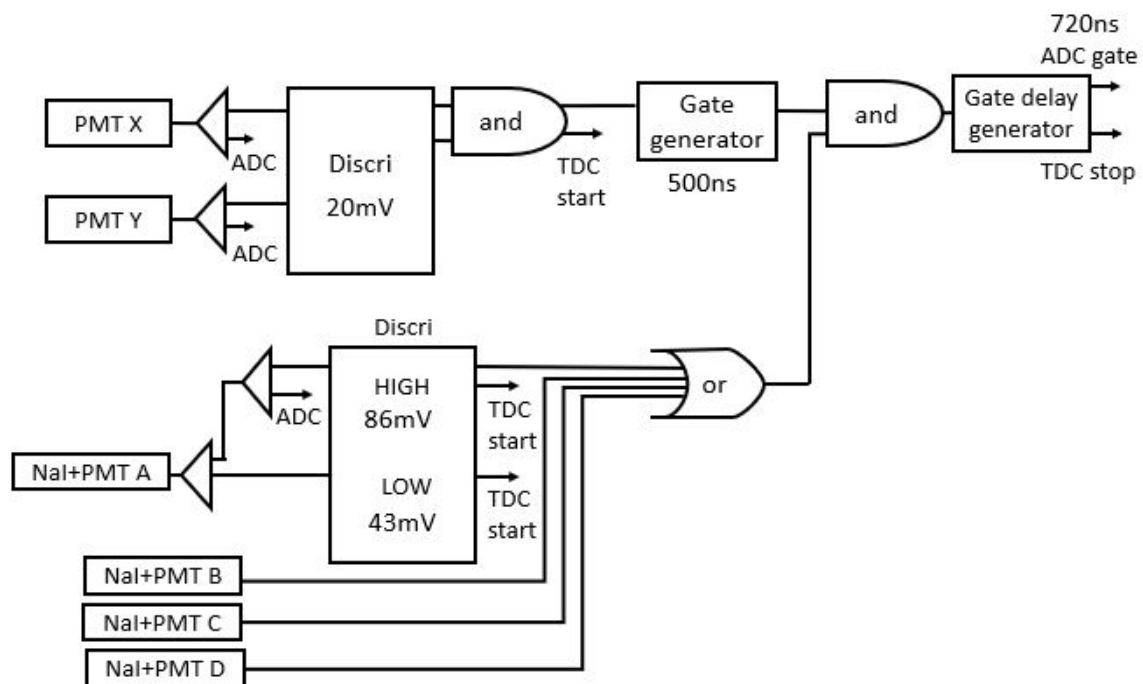 720ns
ADC gate
PMT X
ADC
Discri
20mV
and
TDC
start
Gate
generator
500ns
and
Gate delay
generator
TDC stop
PMT Y
ADC
Discri
HIGH
86mV
LOW
43mV
ADC
TDC
start
TDC
start
or
NaI+PMT A
NaI+PMT B
NaI+PMT C
NaI+PMT D